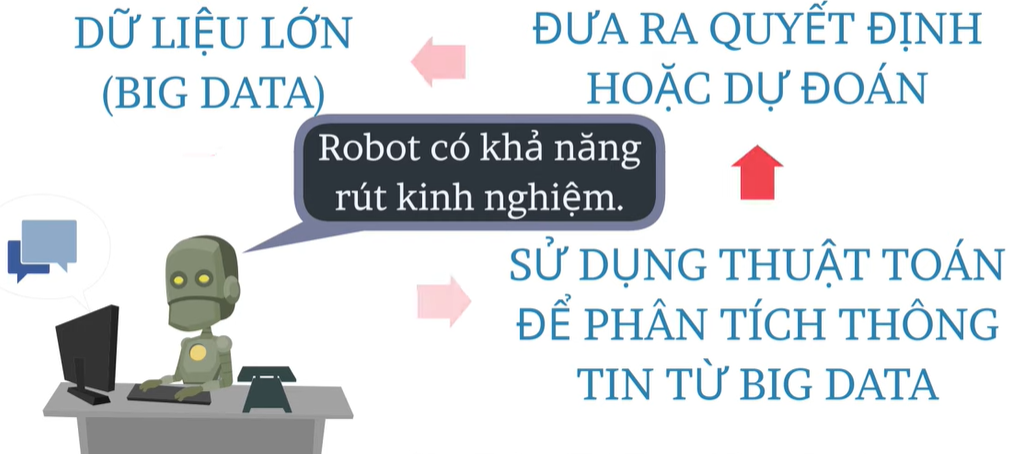 DỮ LIỆU LỚN
(BIG DATA)
ĐƯA RA QUYẾT ĐỊNH
HOẶC DỰ ĐOÁN
Robot có khả năng
rút kinh nghiệm.
SỬ DỤNG THUẬT TOÁN
ĐỂ PHÂN TÍCH THÔNG
TIN TỪ BIG DATA